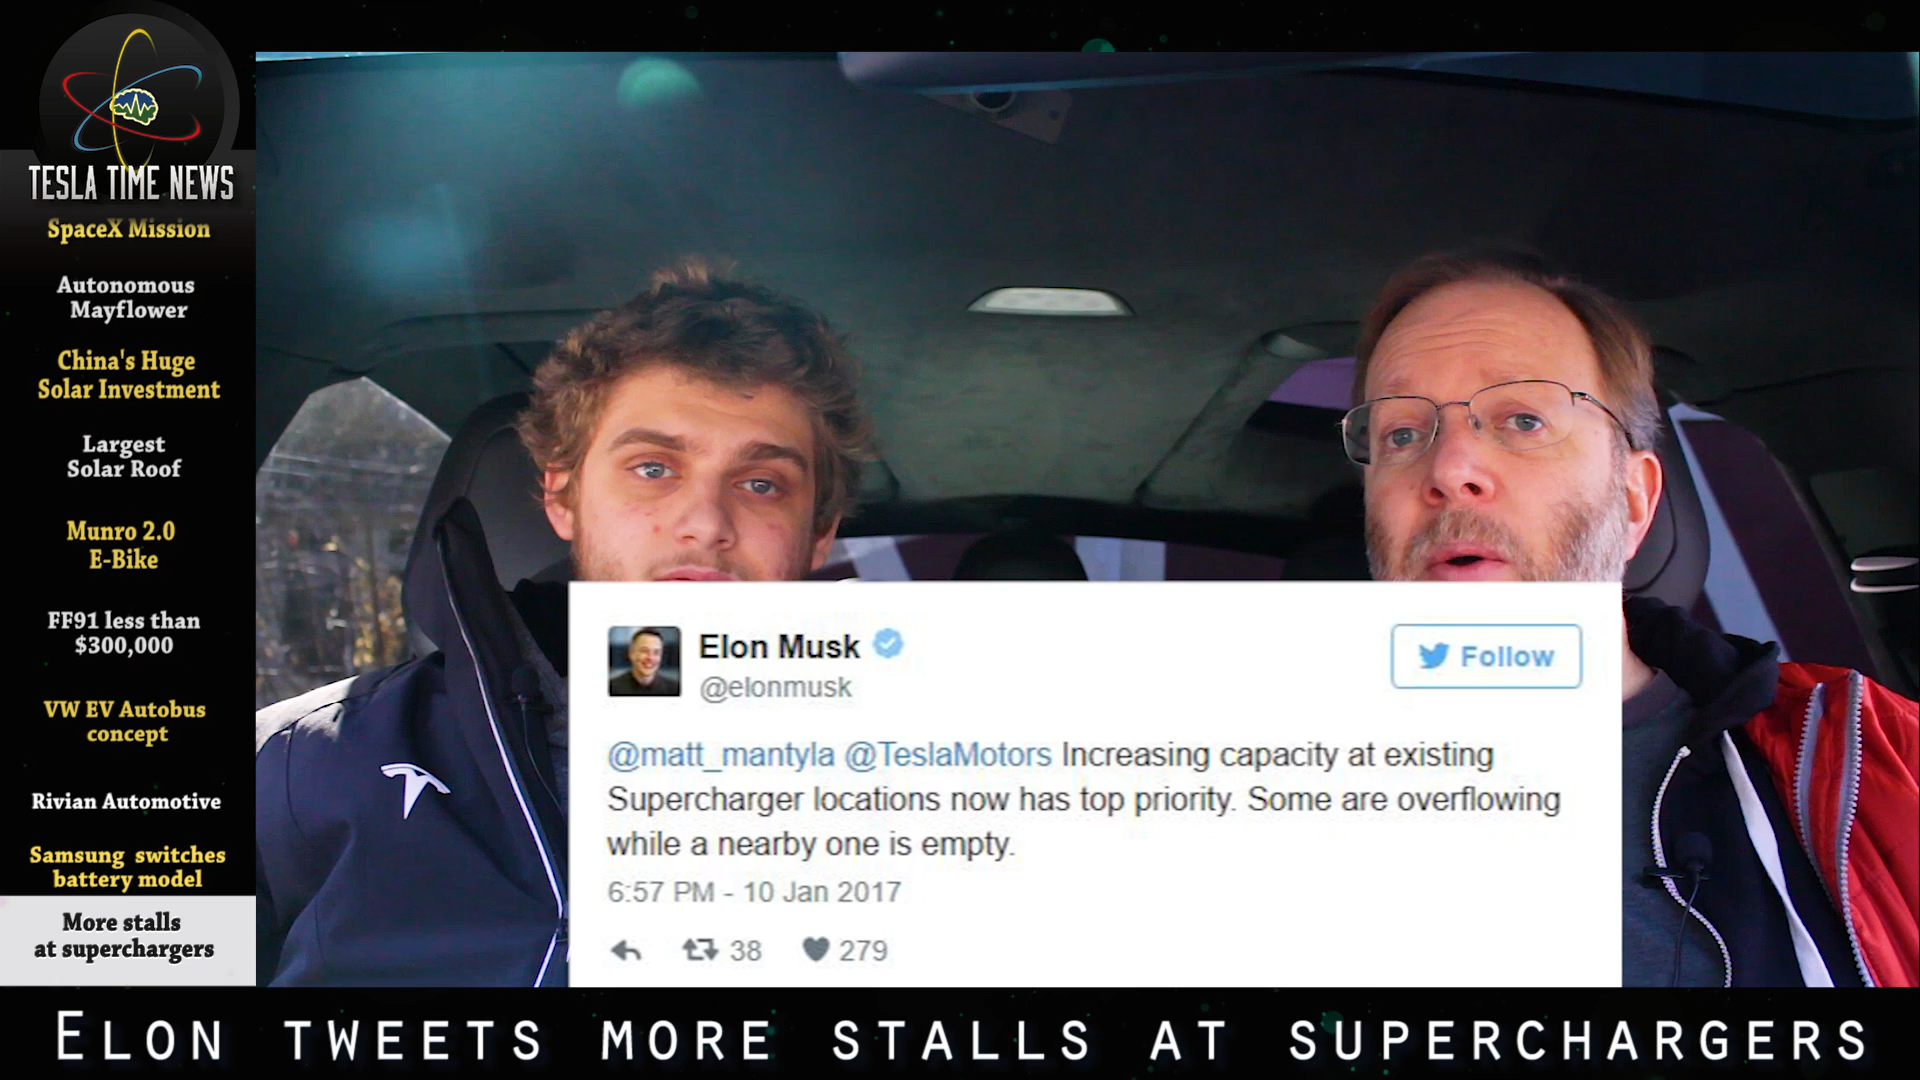 TESLA TIME NEWS
SpaceX Mission
Autonomous
Mayflower
China's Huge
Solar Investment
Largest
Solar Roof
Munro 2.0
E-Bike
FF91 less than
$300,000
VW EV Autobus
concept
Rivian Automotive
Samsung switches
battery model
More stalls
at superchargers
Elon Musk
@elonmusk
Follow
@matt_mantyla @TeslaMotors Increasing capacity at existing
Supercharger locations now has top priority. Some are overflowing
while a nearby one is empty.
6:57 PM - 10 Jan 2017
38 279
ELON TWEETS MORE STALLS AT SUPERCHARGERS